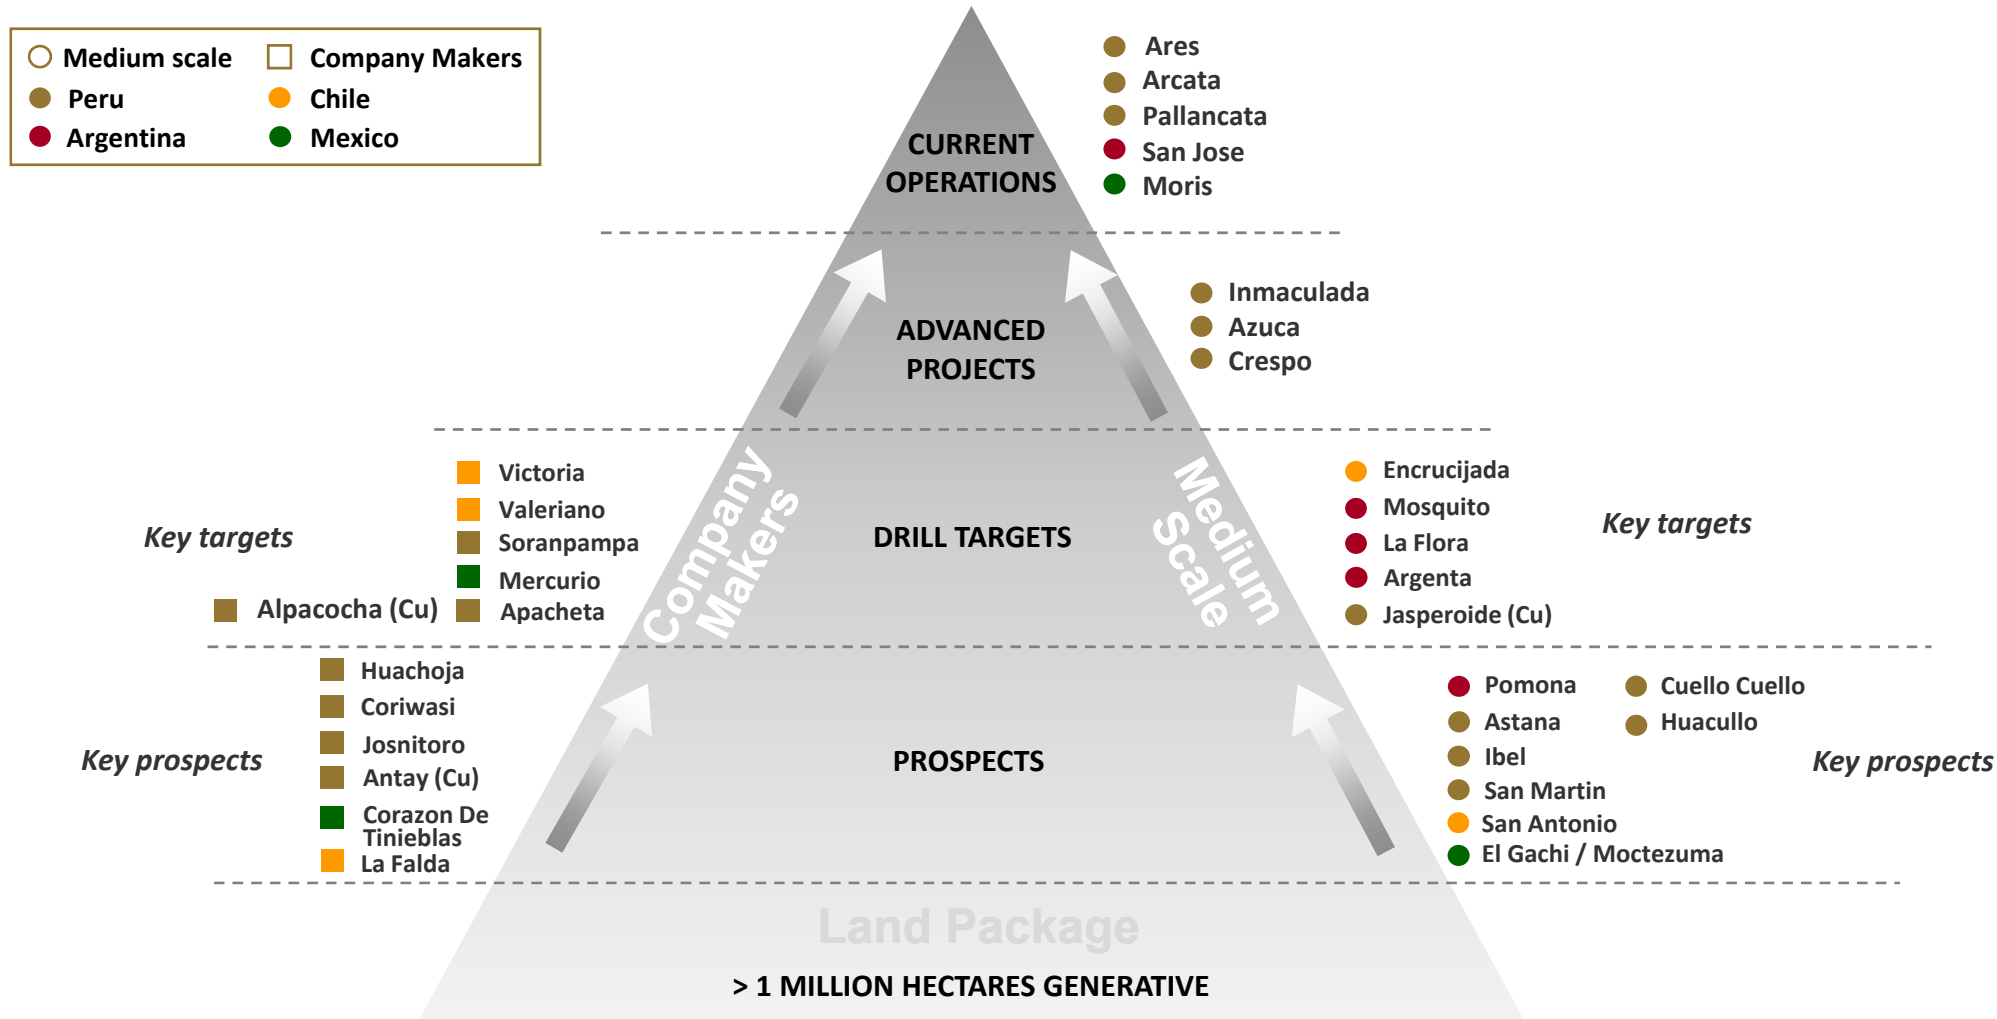 Medium scale
Company Makers
Peru
Chile
Argentina
Mexico
Ares
Arcata
Pallancata
San Jose
Moris
CURRENT
OPERATIONS
Inmaculada
Azuca
Crespo
ADVANCED
PROJECTS
Company
Makers
Medium
Scale
Key targets
Victoria
Valeriano
Soranpampa
Mercurio
Alpacocha (Cu)
Apacheta
DRILL TARGETS
Encrucijada
Mosquito
La Flora
Argenta
Jasperoide (Cu)
Key targets
Key prospects
Huachoja
Coriwasi
Josnitoro
Antay (Cu)
Corazon De
Tinieblas
La Falda
PROSPECTS
Pomona
Astana
Ibel
San Martin
San Antonio
El Gachi / Moctezuma
Cuello Cuello
Huacullo
Key prospects
Land Package
> 1 MILLION HECTARES GENERATIVE